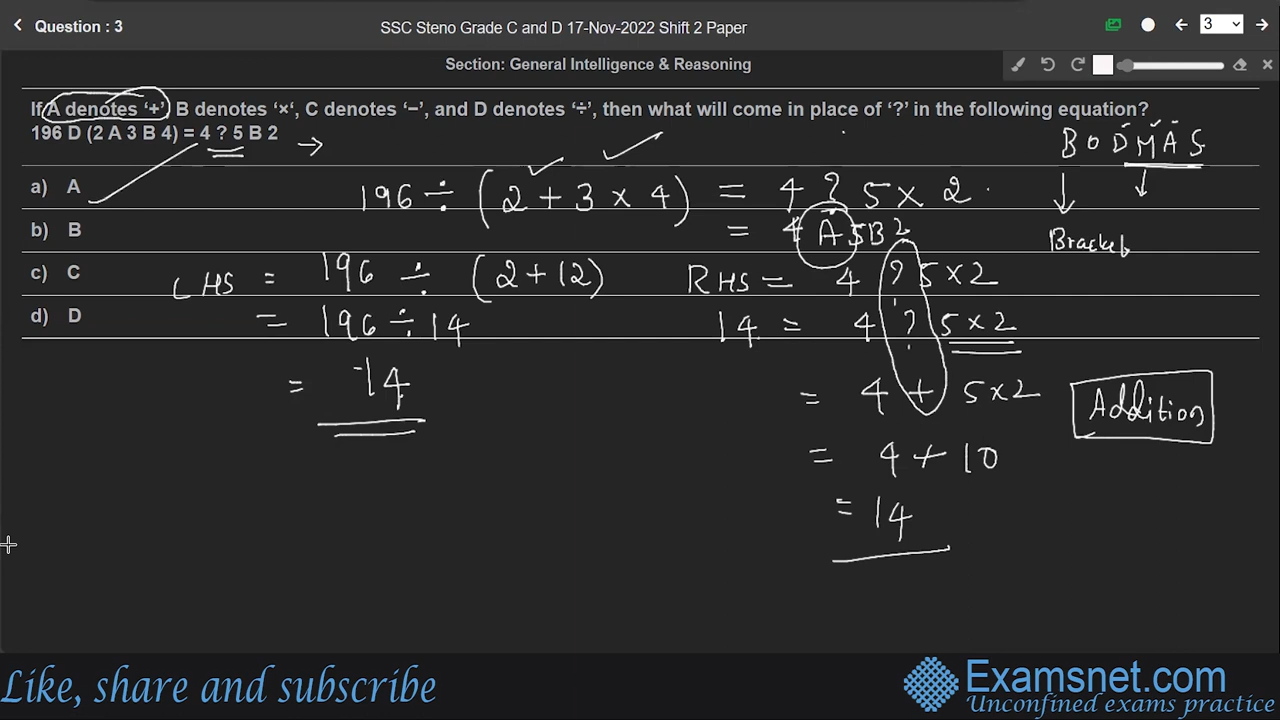 Question : 3
SSC Steno Grade C and D 17-Nov-2022 Shift 2 Paper
3
Section: General Intelligence & Reasoning
If A denotes ‘+’ B denotes ‘×‘, C denotes ‘−’, and D denotes ‘÷’, then what will come in place of ‘?’ in the following equation?
196 D (2 A 3 B 4) = 4 ? 5 B 2 →
BODMAS
a) A
196 ÷ (2 + 3 × 4) = 4 ? 5 × 2
b) B
= 4 A 5 B 2
Bracket
c) C
LHS = 196 ÷ (2 + 12) RHS = 4 ? 5 × 2
d) D
= 196 ÷ 14 14 = 4 ? 5 × 2
= 14 = 4 + 5 × 2 Addition
= 4 + 10
= 14
Like, share and subscribe
Examsnet.com
Unconfined exams practice